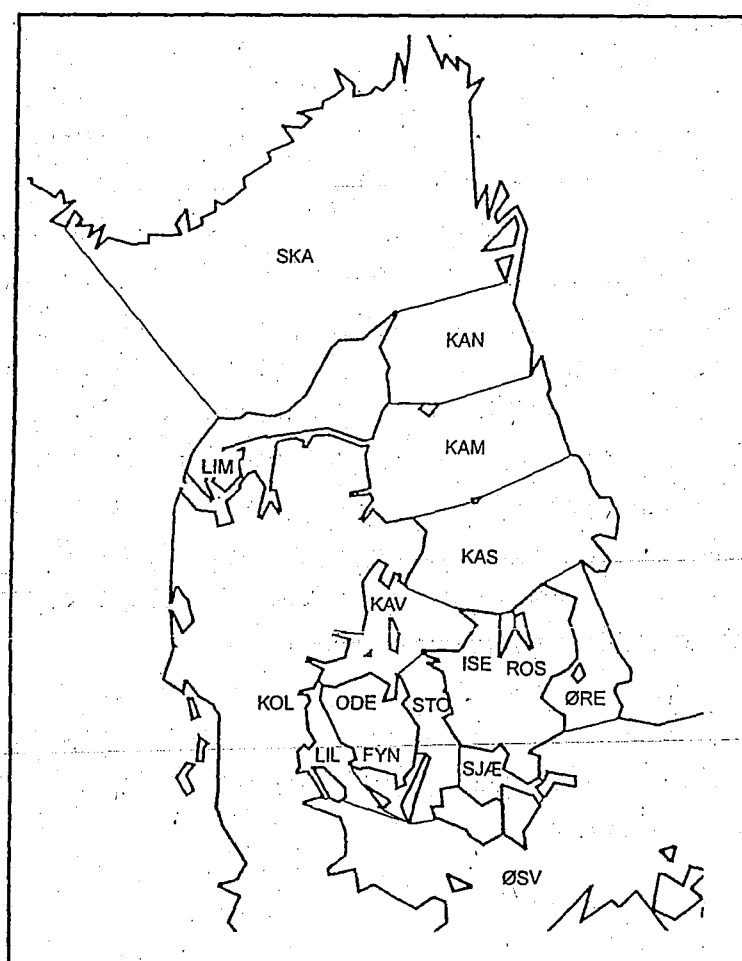 SKA
KAN
KAM
LIM
KAS
KAV
ISE
ROS
KOL
ODE
STO
ØRE
LIL
FYN
SJÆ
ØSV